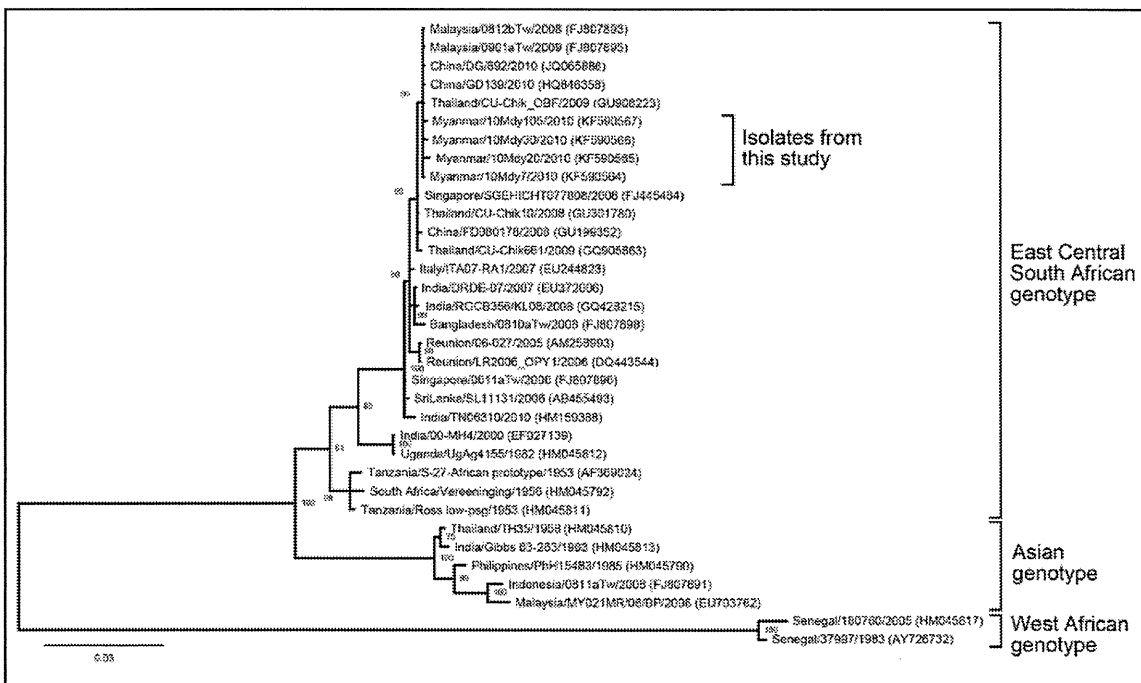 Malaysia/0812bTw/2008 (FJ807893)
Malaysia/0901aTw/2009 (FJ807895)
China/DG/892/2010 (JQ065886)
China/GD139/2010 (HQ846358)
Thailand/CU-Chik_OBF/2009 (GU908223)
Myanmar/10Mdy105/2010 (KF590567)
Myanmar/10Mdy30/2010 (KF590566)
Myanmar/10Mdy20/2010 (KF590565)
Myanmar/10Mdy7/2010 (KF590564)
Isolates from
this study
Singapore/SGEHICHT077808/2008 (FJ445484)
Thailand/CU-Chik10/2008 (GU301780)
China/FD080178/2008 (GU199352)
Thailand/CU-Chik661/2009 (GQ905863)
Italy/ITA07-RA1/2007 (EU244823)
India/DRDE-07/2007 (EU372006)
India/RGCB356/KL08/2008 (GQ428215)
Bangladesh/0810aTw/2008 (FJ807898)
Reunion/06-027/2005 (AM258993)
Reunion/LR2006_OPY1/2006 (DQ443544)
Singapore/0611aTw/2006 (FJ807896)
SriLanka/SL11131/2006 (AB455493)
India/TN06310/2010 (HM159388)
India/00-MH4/2000 (EF027139)
Uganda/UgAg4155/1982 (HM045812)
Tanzania/S-27-African prototype/1953 (AF369024)
South Africa/Vereeninging/1956 (HM045792)
Tanzania/Ross low-psg/1953 (HM045811)
East Central
South African
genotype
Thailand/TH35/1958 (HM045810)
India/Gibbs 63-263/1963 (HM045813)
Philippines/PhH15483/1985 (HM045790)
Indonesia/0811aTw/2008 (FJ807891)
Malaysia/MY021MR/06/BP/2006 (EU703762)
Asian
genotype
Senegal/180760/2005 (HM045817)
Senegal/37997/1983 (AY726732)
West African
genotype
100
0.03